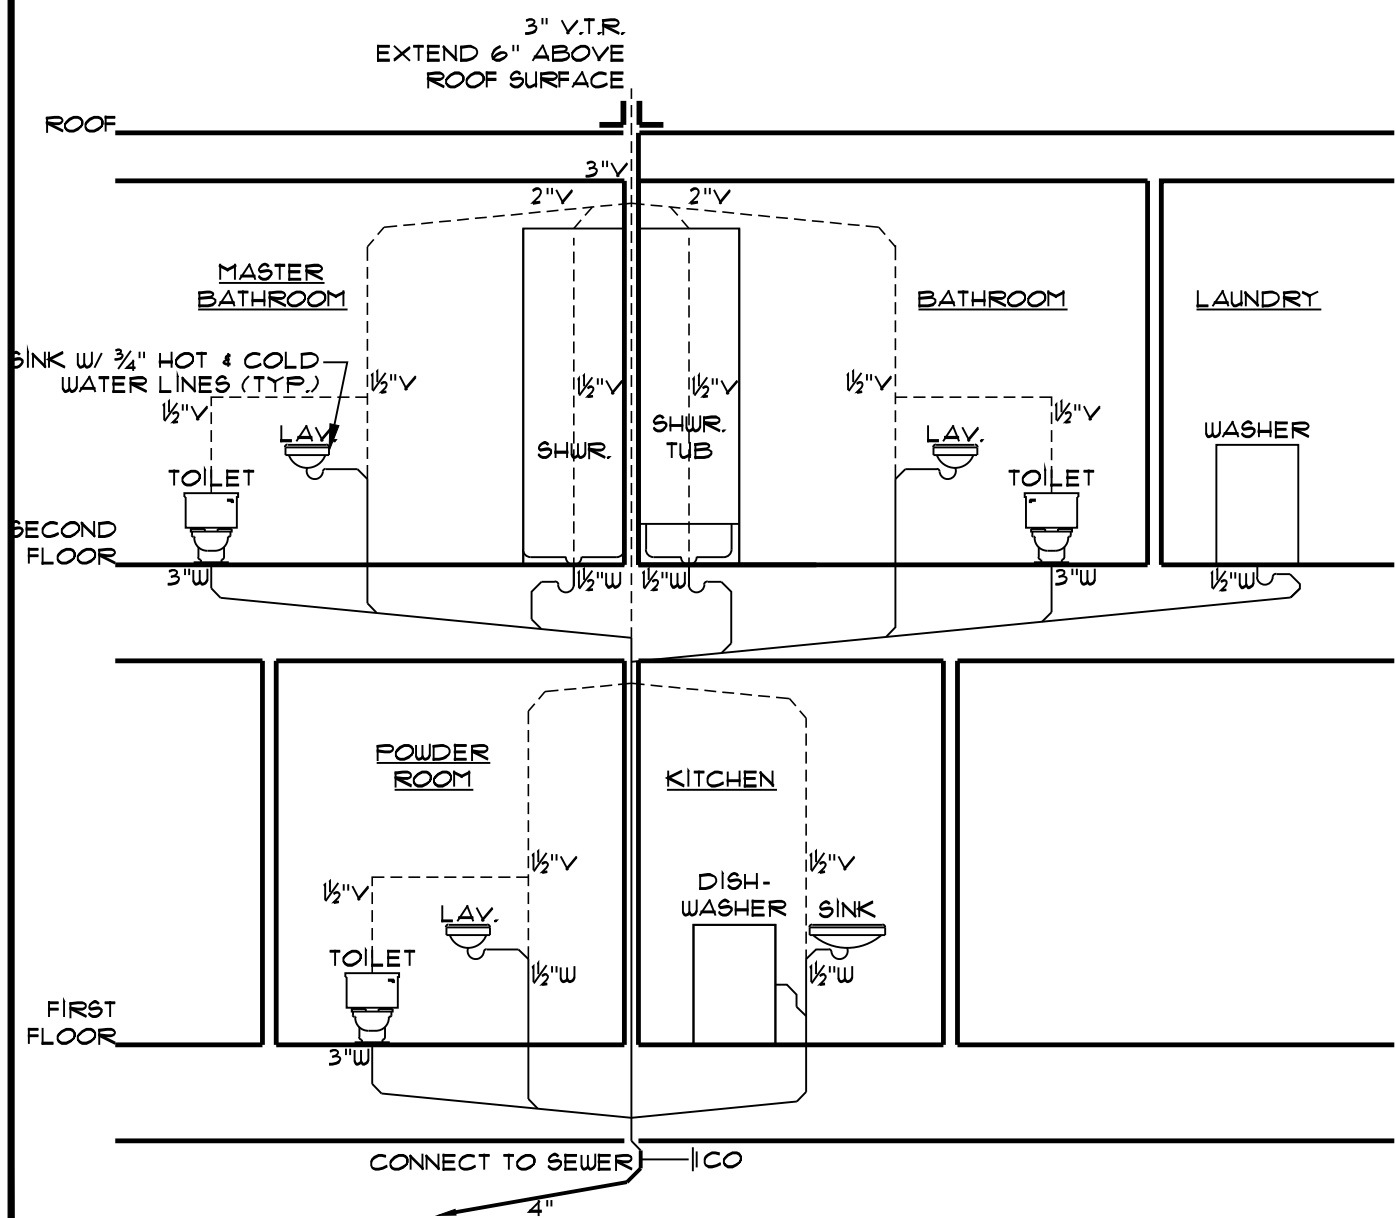 3" V.T.R.
EXTEND 6" ABOVE
ROOF SURFACE
ROOF
3"V
2"V
2"V
MASTER
BATHROOM
BATHROOM
LAUNDRY
SINK W/ ¾" HOT & COLD
WATER LINES (TYP.)
1½"V
1½"V
1½"V
1½"V
1½"V
1½"V
LAV.
SHWR.
SHWR.
TUB
LAV.
WASHER
TOILET
TOILET
SECOND
FLOOR
3"W
1½"W
1½"W
3"W
1½"W
POWDER
ROOM
KITCHEN
1½"V
1½"V
1½"V
DISH-
WASHER
SINK
LAV.
TOILET
1½"W
1½"W
FIRST
FLOOR
3"W
CONNECT TO SEWER
CO
4"